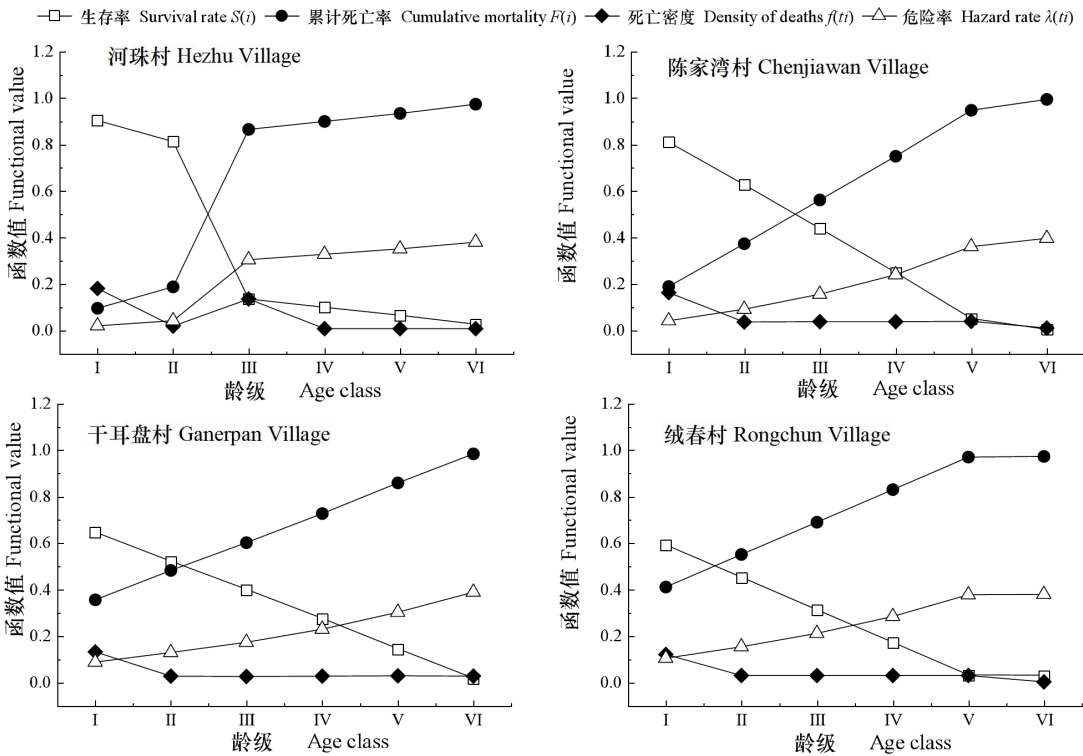 生存率 Survival rate S(i) 累计死亡率 Cumulative mortality F(i) 死亡密度 Density of deaths f(ti) 危险率 Hazard rate λ(ti)
河珠村 Hezhu Village
函数值 Functional value
1.2
1.0
0.8
0.6
0.4
0.2
0.0
I II III IV V VI
龄级 Age class
陈家湾村 Chenjiawan Village
函数值 Functional value
1.2
1.0
0.8
0.6
0.4
0.2
0.0
I II III IV V VI
龄级 Age class
干耳盘村 Ganerpan Village
函数值 Functional value
1.2
1.0
0.8
0.6
0.4
0.2
0.0
I II III IV V VI
龄级 Age class
绒春村 Rongchun Village
函数值 Functional value
1.2
1.0
0.8
0.6
0.4
0.2
0.0
I II III IV V VI
龄级 Age class